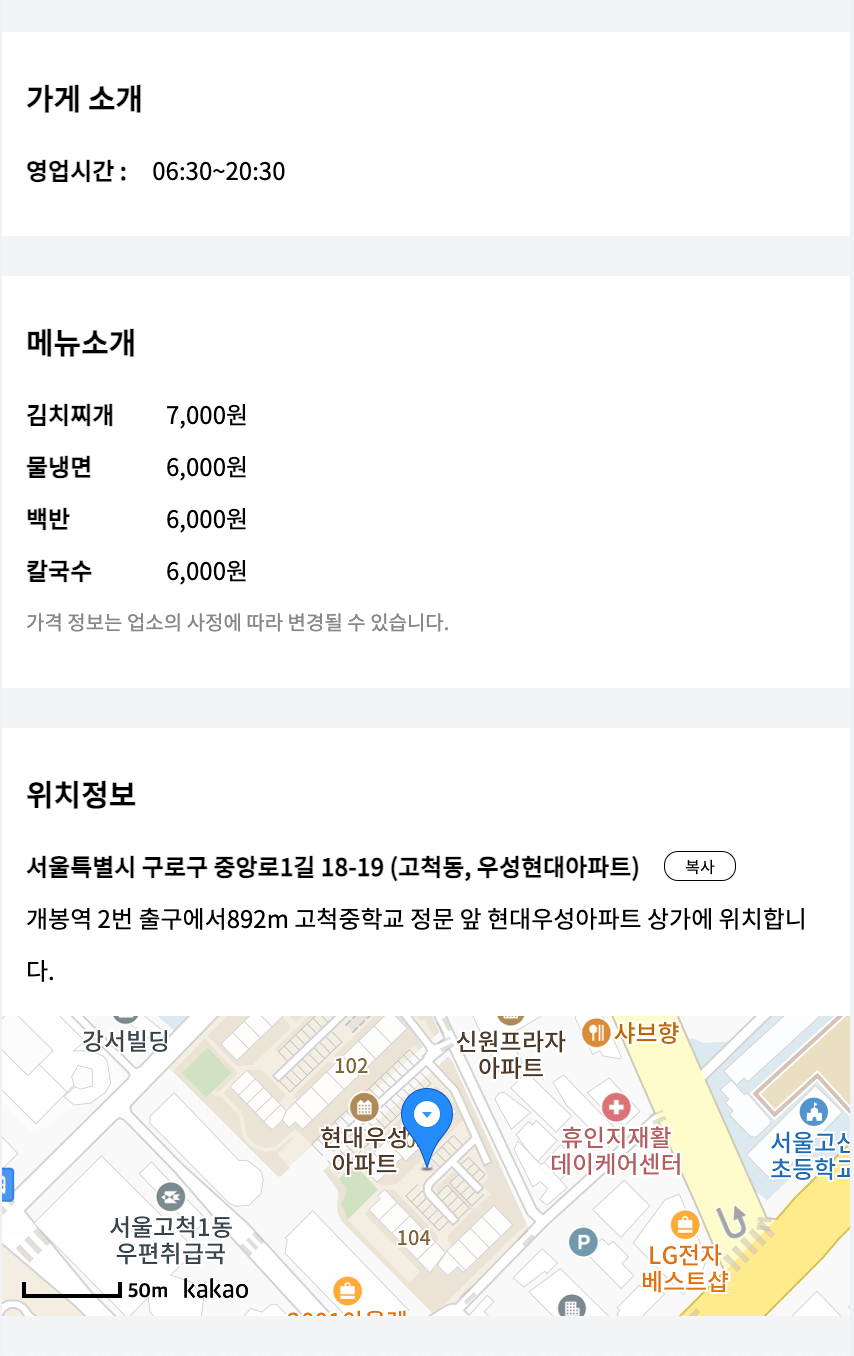 가게 소개
영업시간 : 06:30~20:30
메뉴소개
김치찌개 7,000원
물냉면 6,000원
백반 6,000원
칼국수 6,000원
가격 정보는 업소의 사정에 따라 변경될 수 있습니다.
위치정보
서울특별시 구로구 중앙로1길 18-19 (고척동, 우성현대아파트) 복사
개봉역 2번 출구에서892m 고척중학교 정문 앞 현대우성아파트 상가에 위치합니
다.
강서빌딩
신원프라자
아파트
샤브향
102
현대우성
아파트
휴인지재활
데이케어센터
서울고산
초등학교
서울고척1동
우편취급국
104
P
LG전자
베스트샵
50m kakao